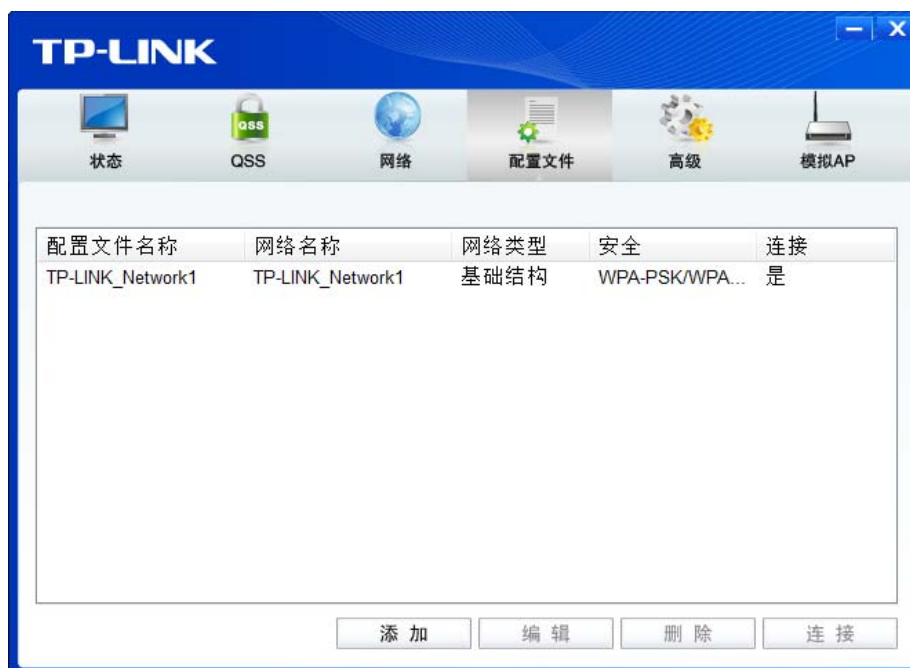 TP-LINK
状态 QSS 网络 配置文件 高级 模拟AP
QSS
配置文件名称 网络名称 网络类型 安全 连接
TP-LINK_Network1 TP-LINK_Network1 基础结构 WPA-PSK/WPA... 是
添加 编辑 删除 连接